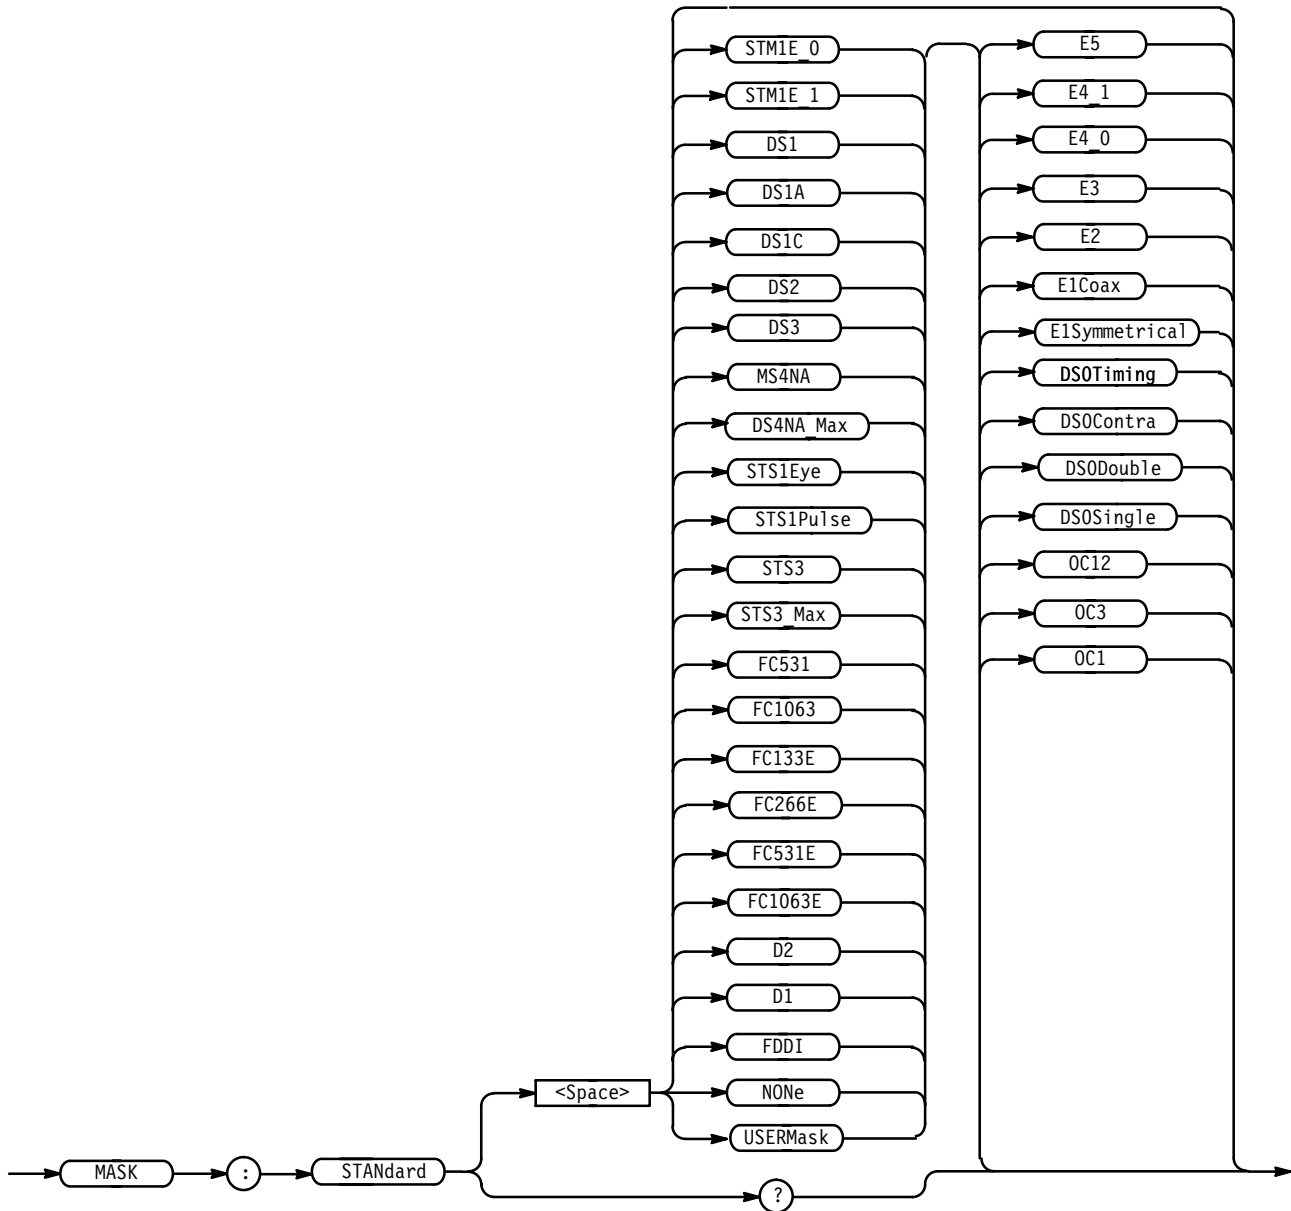 STM1E_0
STM1E_1
DS1
DS1A
DS1C
DS2
DS3
MS4NA
DS4NA_Max
STS1Eye
STS1Pulse
STS3
STS3_Max
FC531
FC1063
FC133E
FC266E
FC531E
FC1063E
D2
D1
FDDI
NONe
USERMask
E5
E4_1
E4_0
E3
E2
E1Coax
E1Symmetrical
DS0Timing
DS0Contra
DS0Double
DS0Single
OC12
OC3
OC1
<Space>
MASK : STANdard
?